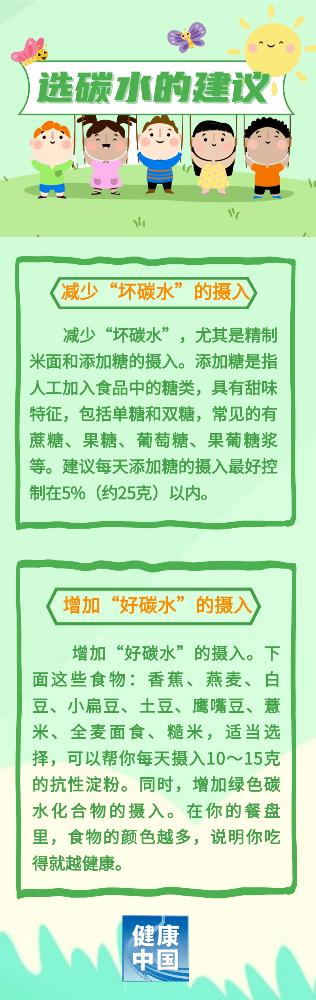 选碳水的建议
减少“坏碳水”的摄入
减少“坏碳水”，尤其是精制
米面和添加糖的摄入。添加糖是指
人工加入食品中的糖类，具有甜味
特征，包括单糖和双糖，常见的有
蔗糖、果糖、葡萄糖、果葡糖浆
等。建议每天添加糖的摄入最好控
制在5%（约25克）以内。
增加“好碳水”的摄入
增加“好碳水”的摄入。下
面这些食物：香蕉、燕麦、白
豆、小扁豆、土豆、鹰嘴豆、薏
米、全麦面食、糙米，适当选
择，可以帮你每天摄入10～15克
的抗性淀粉。同时，增加绿色碳
水化合物的摄入。在你的餐盘
里，食物的颜色越多，说明你吃
得就越健康。
健康
中国